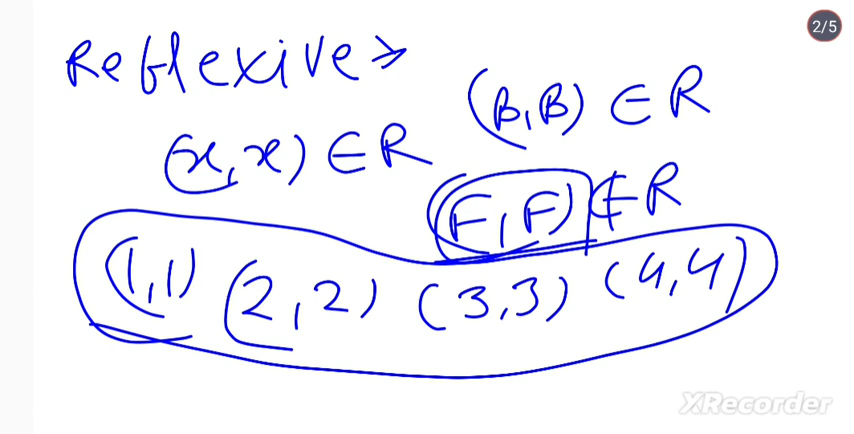 2/5
Reflexive ⇒
(B,B) ∈ R
(x,x) ∈ R
(F,F) ∉ R
(1,1) (2,2) (3,3) (4,4)
XRecorder